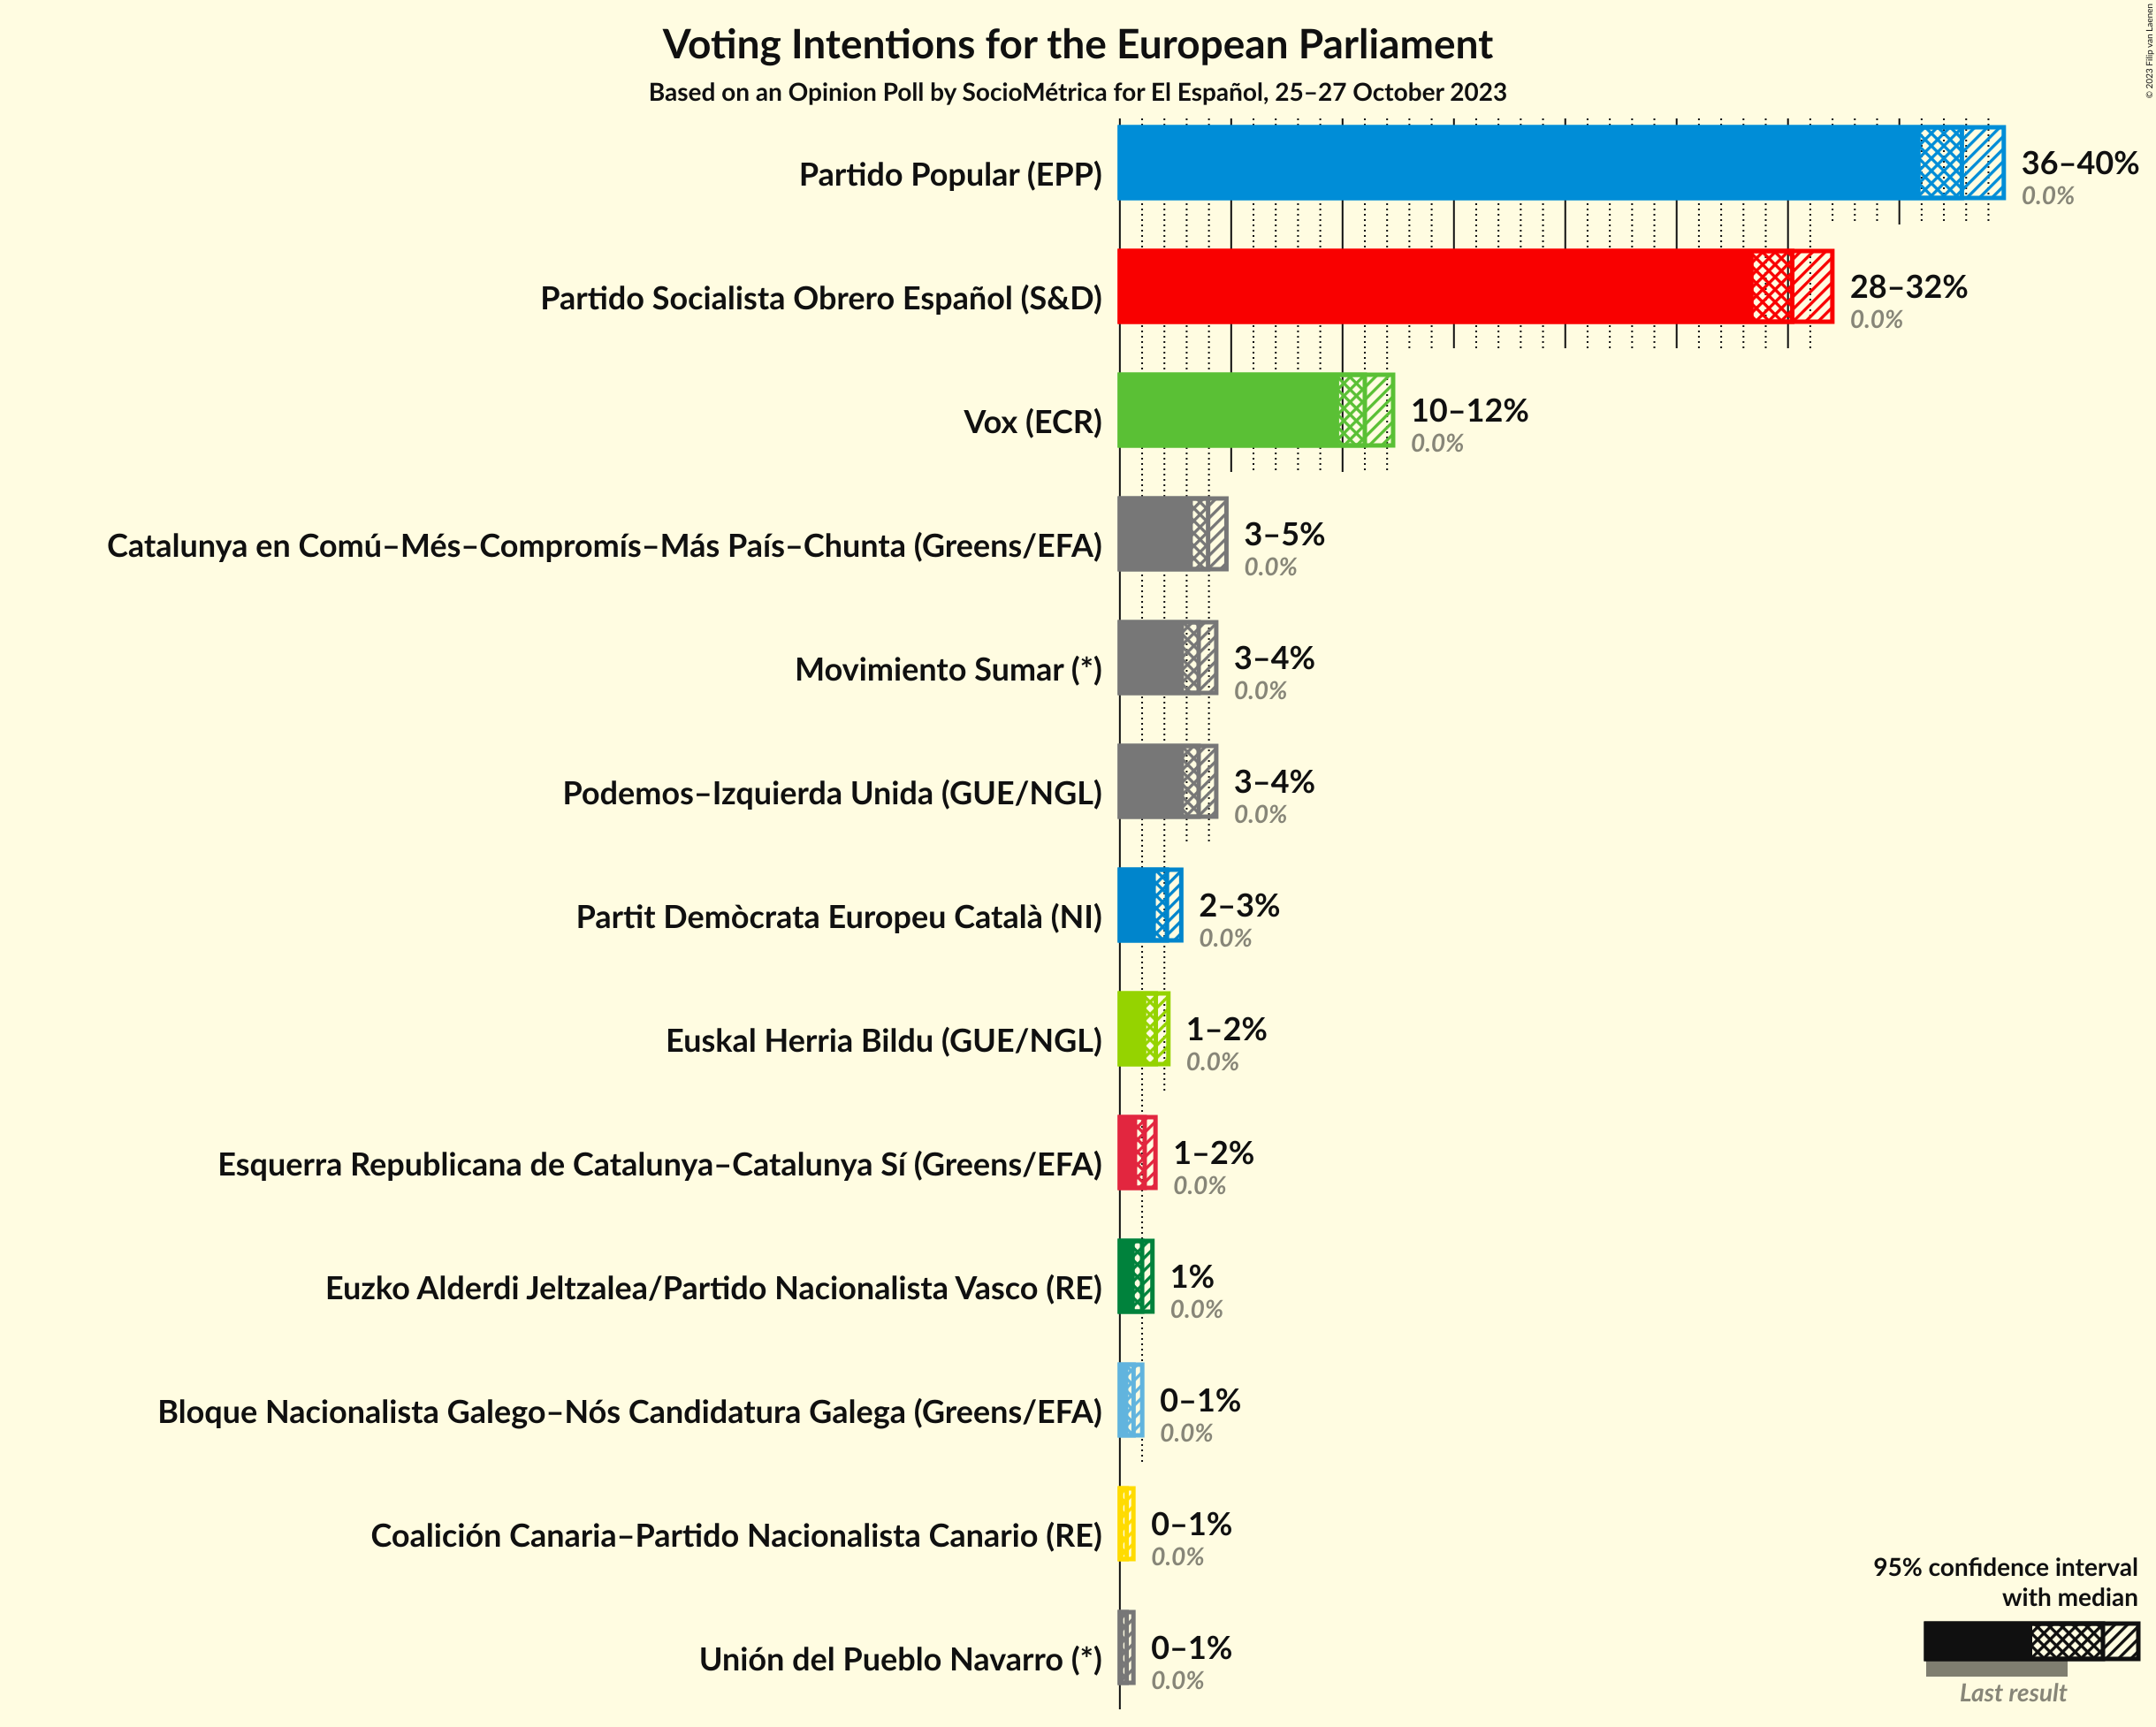 Voting Intentions for the European Parliament
Based on an Opinion Poll by SocioMétrica for El Español, 25–27 October 2023
© 2023 Filip van Laenen
Partido Popular (EPP)
36–40%
0.0%
Partido Socialista Obrero Español (S&D)
28–32%
0.0%
Vox (ECR)
10–12%
0.0%
Catalunya en Comú–Més–Compromís–Más País–Chunta (Greens/EFA)
3–5%
0.0%
Movimiento Sumar (*)
3–4%
0.0%
Podemos–Izquierda Unida (GUE/NGL)
3–4%
0.0%
Partit Demòcrata Europeu Català (NI)
2–3%
0.0%
Euskal Herria Bildu (GUE/NGL)
1–2%
0.0%
Esquerra Republicana de Catalunya–Catalunya Sí (Greens/EFA)
1–2%
0.0%
Euzko Alderdi Jeltzalea/Partido Nacionalista Vasco (RE)
1%
0.0%
Bloque Nacionalista Galego–Nós Candidatura Galega (Greens/EFA)
0–1%
0.0%
Coalición Canaria–Partido Nacionalista Canario (RE)
0–1%
0.0%
Unión del Pueblo Navarro (*)
0–1%
0.0%
95% confidence interval
with median
Last result